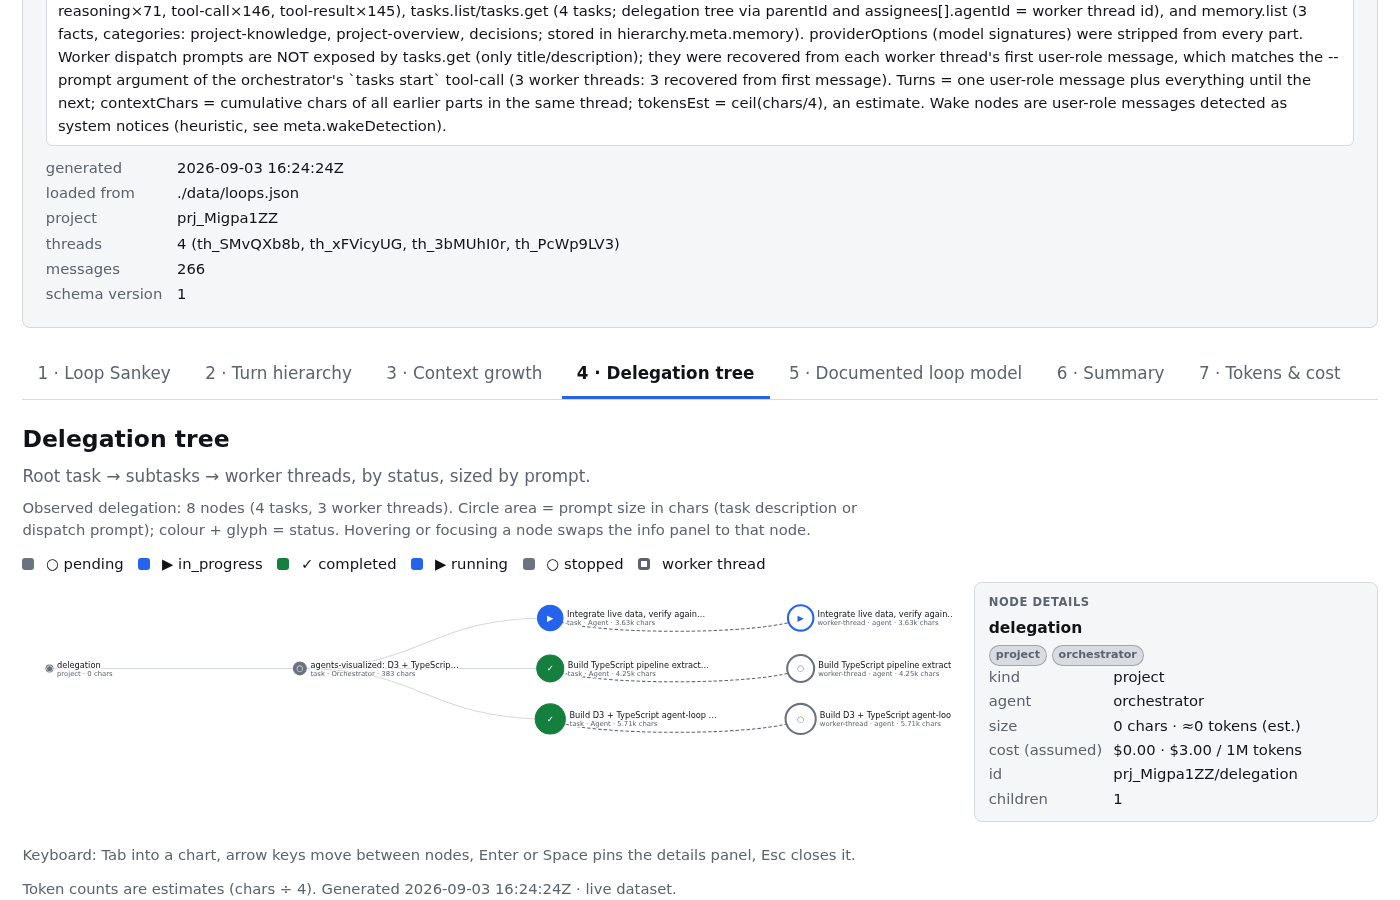 reasoning×71, tool-call×146, tool-result×145), tasks.list/tasks.get (4 tasks; delegation tree via parentId and assignees[].agentId = worker thread id), and memory.list (3
facts, categories: project-knowledge, project-overview, decisions; stored in hierarchy.meta.memory). providerOptions (model signatures) were stripped from every part.
Worker dispatch prompts are NOT exposed by tasks.get (only title/description); they were recovered from each worker thread's first user-role message, which matches the --
prompt argument of the orchestrator's `tasks start` tool-call (3 worker threads: 3 recovered from first message). Turns = one user-role message plus everything until the
next; contextChars = cumulative chars of all earlier parts in the same thread; tokensEst = ceil(chars/4), an estimate. Wake nodes are user-role messages detected as
system notices (heuristic, see meta.wakeDetection).
generated 2026-09-03 16:24:24Z
loaded from ./data/loops.json
project prj_Migpa1ZZ
threads 4 (th_SMvQXb8b, th_xFVicyUG, th_3bMUhI0r, th_PcWp9LV3)
messages 266
schema version 1
1 · Loop Sankey 2 · Turn hierarchy 3 · Context growth 4 · Delegation tree 5 · Documented loop model 6 · Summary 7 · Tokens & cost
Delegation tree
Root task → subtasks → worker threads, by status, sized by prompt.
Observed delegation: 8 nodes (4 tasks, 3 worker threads). Circle area = prompt size in chars (task description or
dispatch prompt); colour + glyph = status. Hovering or focusing a node swaps the info panel to that node.
○ pending ▶ in_progress ✓ completed ▶ running ○ stopped worker thread
delegation
project · 0 chars
agents-visualized: D3 + TypeScrip…
task · Orchestrator · 383 chars
Integrate live data, verify again…
task · Agent · 3.63k chars
Integrate live data, verify again..
worker-thread · agent · 3.63k chars
Build TypeScript pipeline extract…
task · Agent · 4.25k chars
Build TypeScript pipeline extract
worker-thread · agent · 4.25k chars
Build D3 + TypeScript agent-loop …
task · Agent · 5.71k chars
Build D3 + TypeScript agent-loo
worker-thread · agent · 5.71k chars
NODE DETAILS
delegation
project orchestrator
kind project
agent orchestrator
size 0 chars · ≈0 tokens (est.)
cost (assumed) $0.00 · $3.00 / 1M tokens
id prj_Migpa1ZZ/delegation
children 1
Keyboard: Tab into a chart, arrow keys move between nodes, Enter or Space pins the details panel, Esc closes it.
Token counts are estimates (chars ÷ 4). Generated 2026-09-03 16:24:24Z · live dataset.